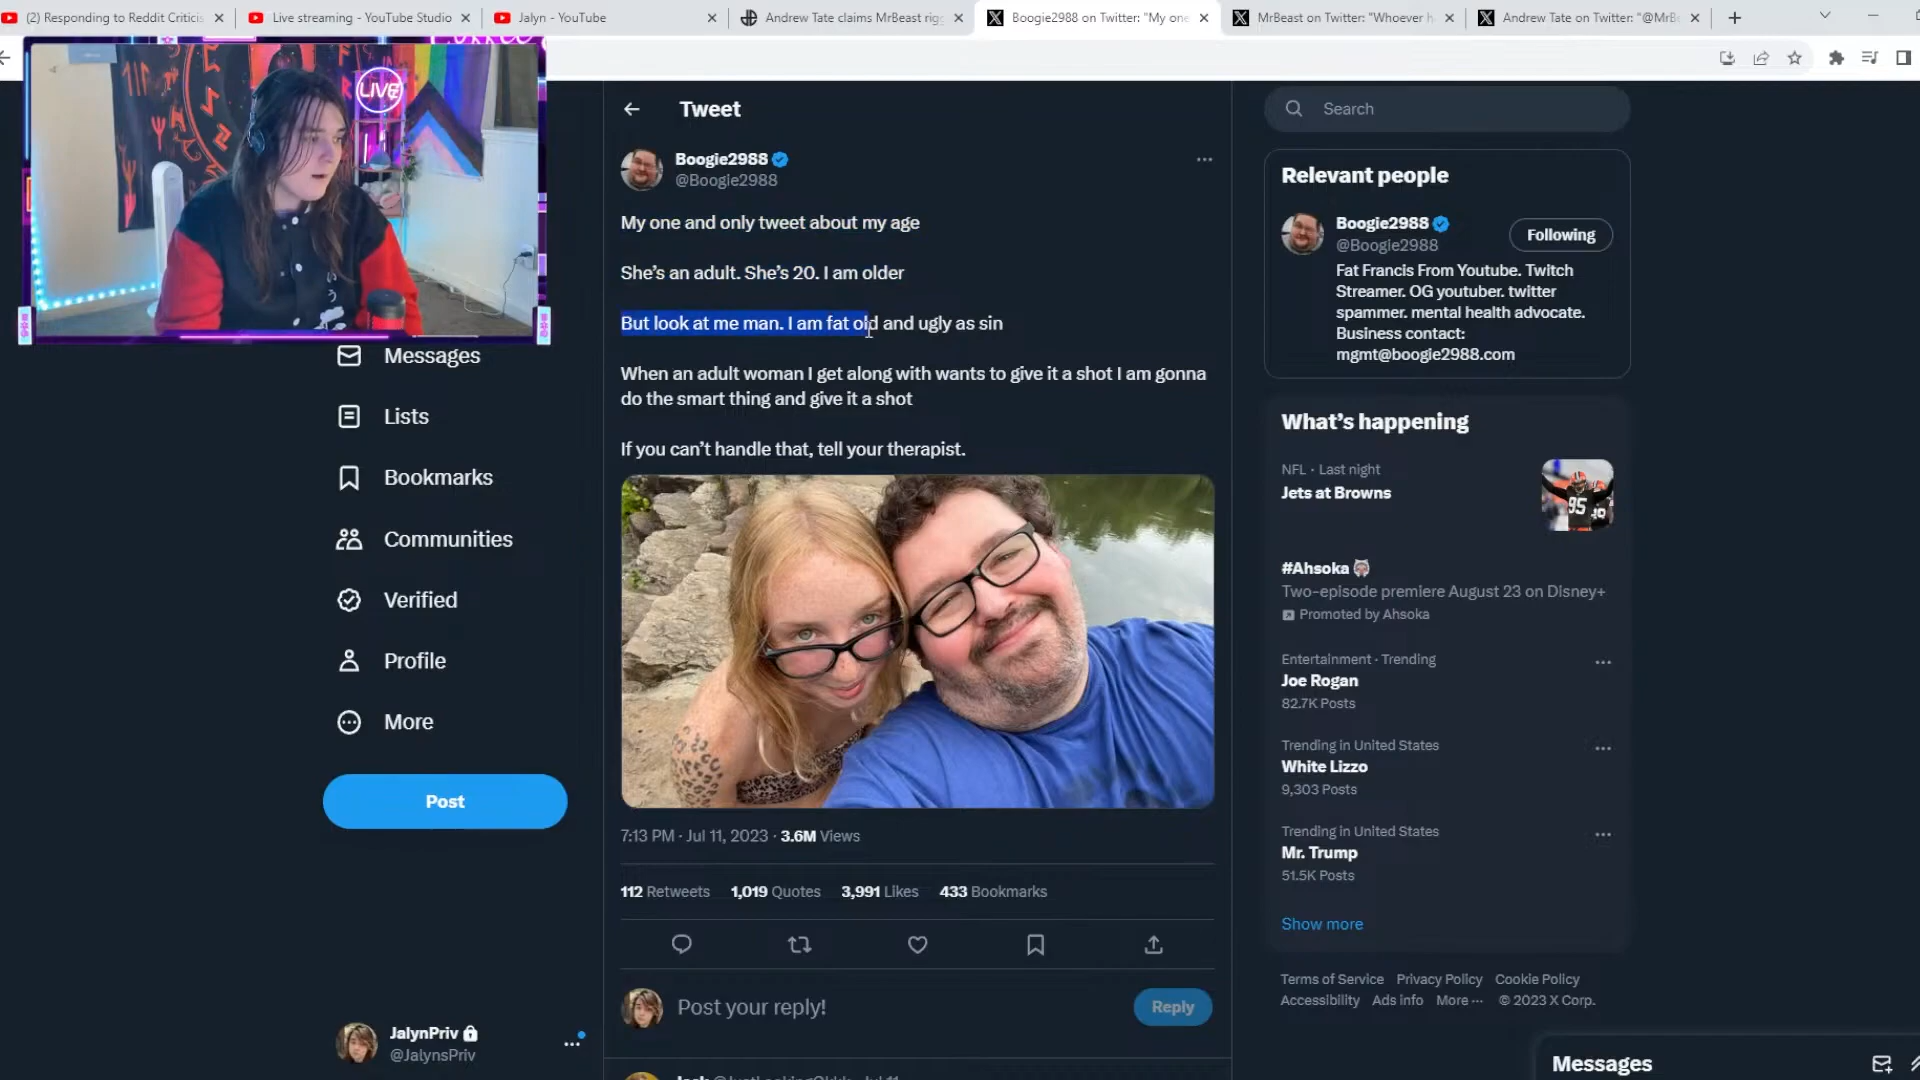 (2) Responding to Reddit Criticis
Live streaming - YouTube Studio
Jalyn - YouTube
Andrew Tate claims MrBeast rigg
Boogie2988 on Twitter: "My one
MrBeast on Twitter: "Whoever h
Andrew Tate on Twitter: "@MrBe
LIVE
Tweet
Search
Boogie2988
@Boogie2988
My one and only tweet about my age
She's an adult. She's 20. I am older
But look at me man. I am fat old and ugly as sin
When an adult woman I get along with wants to give it a shot I am gonna
do the smart thing and give it a shot
If you can't handle that, tell your therapist.
7:13 PM · Jul 11, 2023 · 3.6M Views
112 Retweets 1,019 Quotes 3,991 Likes 433 Bookmarks
Post your reply!
Reply
Messages
Lists
Bookmarks
Communities
Verified
Profile
More
Post
JalynPriv
@JalynsPriv
Relevant people
Boogie2988
@Boogie2988
Following
Fat Francis From Youtube. Twitch
Streamer. OG youtuber. twitter
spammer. mental health advocate.
Business contact:
mgmt@boogie2988.com
What's happening
NFL · Last night
Jets at Browns
#Ahsoka
Two-episode premiere August 23 on Disney+
Promoted by Ahsoka
Entertainment · Trending
Joe Rogan
82.7K Posts
Trending in United States
White Lizzo
9,303 Posts
Trending in United States
Mr. Trump
51.5K Posts
Show more
Terms of Service Privacy Policy Cookie Policy
Accessibility Ads info More ··· © 2023 X Corp.
Messages